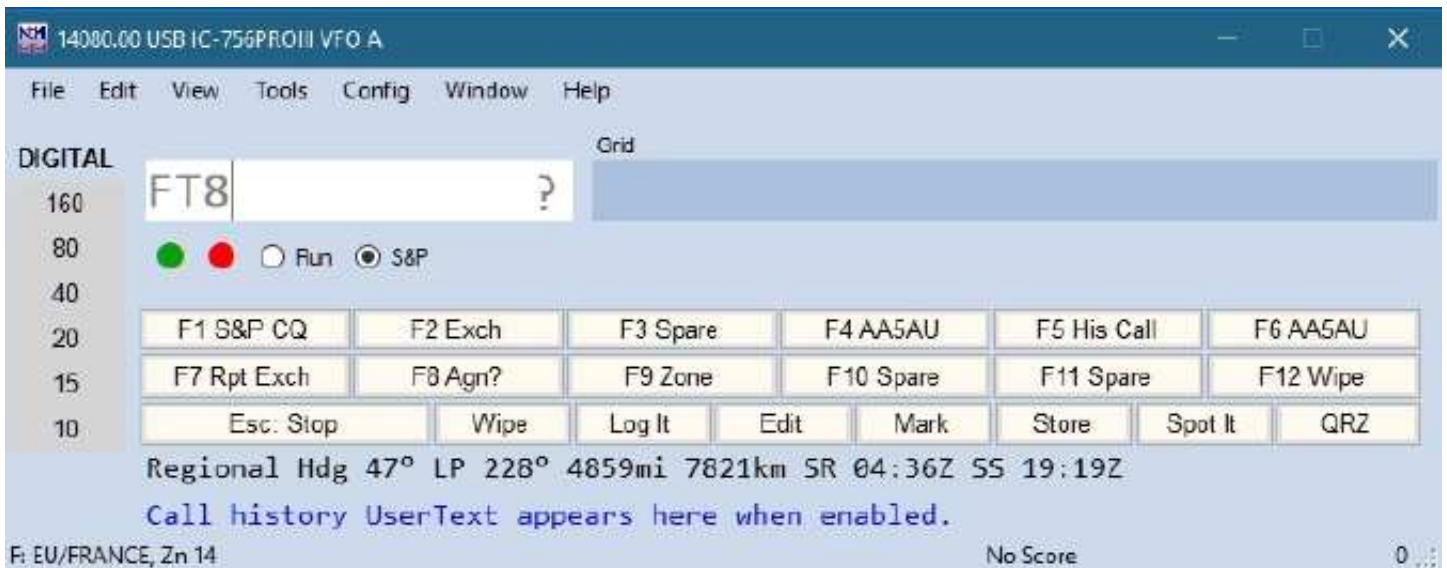 N1MM 14080.00 USB IC-756PROIII VFO A
File Edit View Tools Config Window Help
DIGITAL
Grid
FT8 ?
160
80
Run S&P
40
20 F1 S&P CQ F2 Exch F3 Spare F4 AA5AU F5 His Call F6 AA5AU
15 F7 Rpt Exch F8 Agn? F9 Zone F10 Spare F11 Spare F12 Wipe
10 Esc: Stop Wipe Log It Edit Mark Store Spot It QRZ
Regional Hdg 47° LP 228° 4859mi 7821km SR 04:36Z SS 19:19Z
Call history UserText appears here when enabled.
F: EU/FRANCE, Zn 14 No Score 0